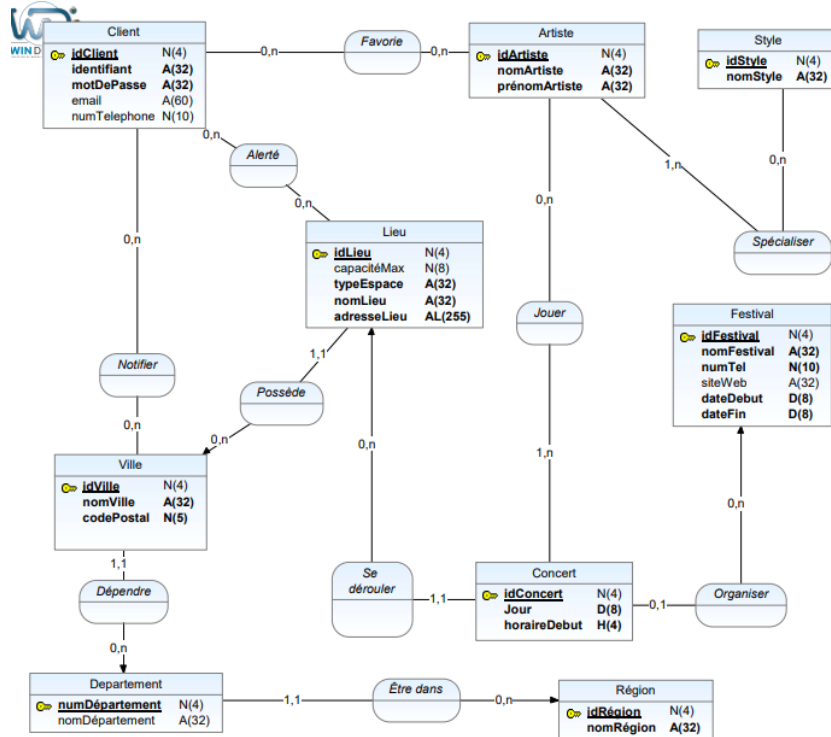 WIN D
Client
idClient N(4)
identifiant A(32)
motDePasse A(32)
email A(60)
numTelephone N(10)
0,n
Favorie
0,n
Artiste
idArtiste N(4)
nomArtiste A(32)
prénomArtiste A(32)
Style
idStyle N(4)
nomStyle A(32)
0,n
Alerté
0,n
1,n
0,n
0,n
0,n
Spécialiser
Lieu
idLieu N(4)
capacitéMax N(8)
typeEspace A(32)
nomLieu A(32)
adresseLieu AL(255)
Jouer
Festival
idFestival N(4)
nomFestival A(32)
numTel N(10)
siteWeb A(32)
dateDebut D(8)
dateFin D(8)
Notifier
1,1
Possède
0,n
0,n
0,n
1,n
0,n
Ville
idVille N(4)
nomVille A(32)
codePostal N(5)
1,1
Dépendre
0,n
Se
dérouler
1,1
Concert
idConcert N(4)
Jour D(8)
horaireDebut H(4)
0,1
Organiser
Departement
numDépartement N(4)
nomDépartement A(32)
1,1
Être dans
0,n
Région
idRégion N(4)
nomRégion A(32)